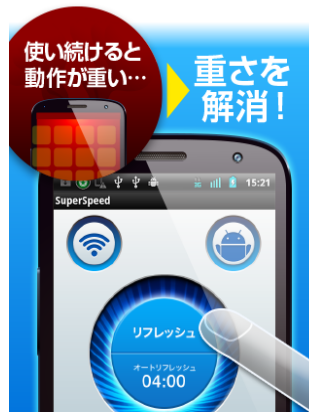 使い続けると
動作が重い…
重さを
解消!
15:21
SuperSpeed
リフレッシュ
オートリフレッシュ
04:00